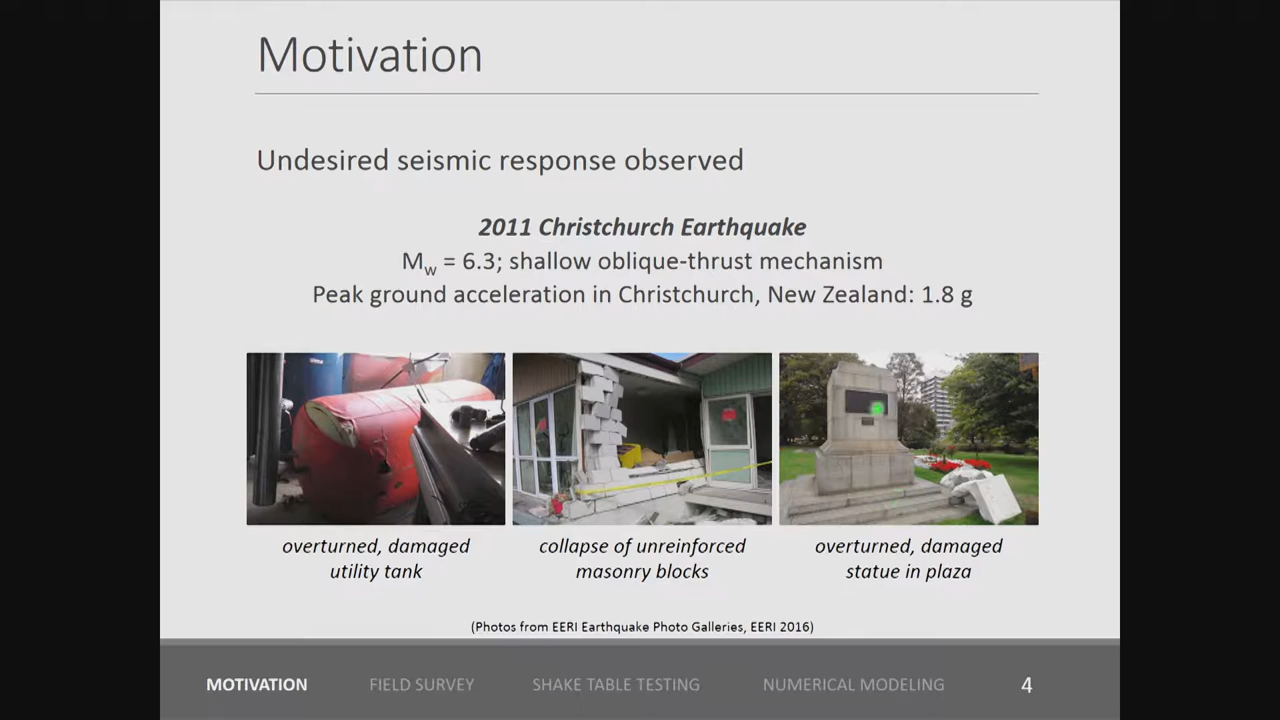 Motivation
Undesired seismic response observed
2011 Christchurch Earthquake
Mw = 6.3; shallow oblique-thrust mechanism
Peak ground acceleration in Christchurch, New Zealand: 1.8 g
overturned, damaged
utility tank
collapse of unreinforced
masonry blocks
overturned, damaged
statue in plaza
(Photos from EERI Earthquake Photo Galleries, EERI 2016)
MOTIVATION FIELD SURVEY SHAKE TABLE TESTING NUMERICAL MODELING 4